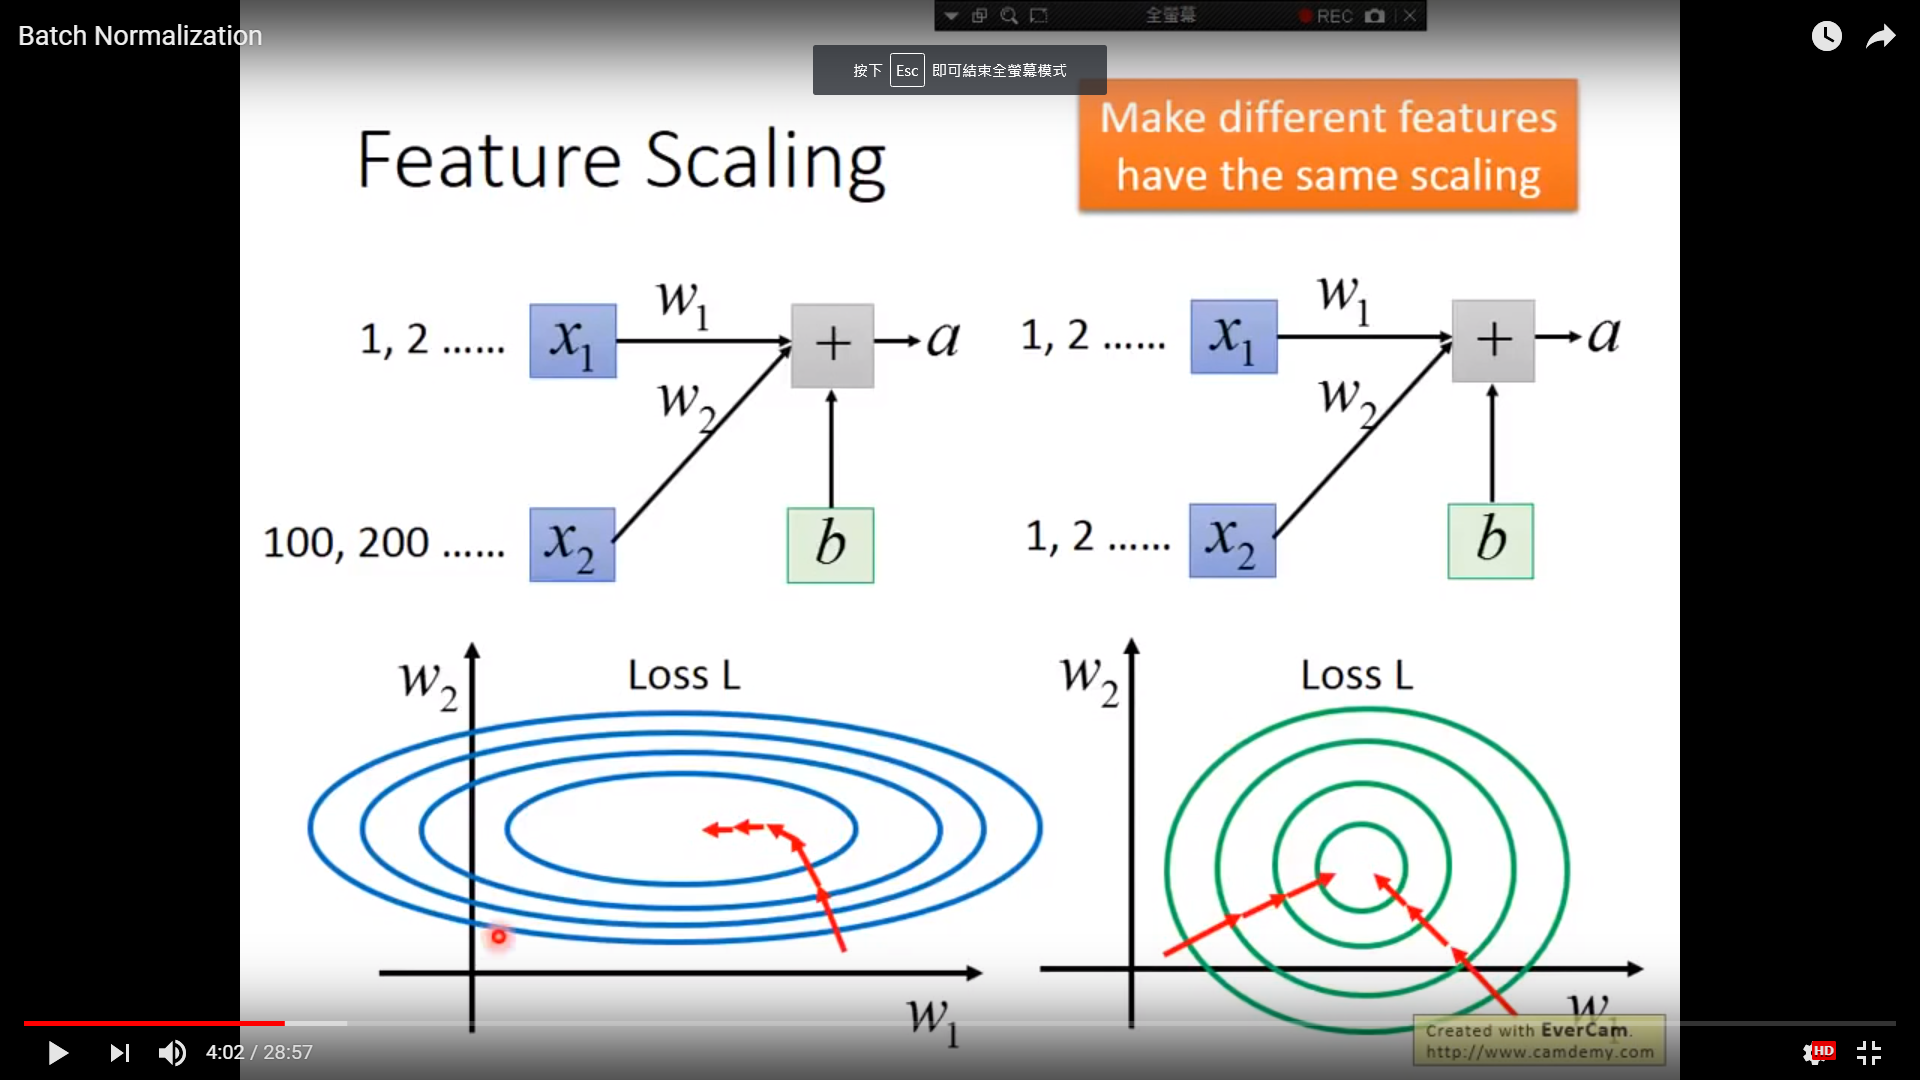 Batch Normalization
全螢幕
REC
按下 Esc 即可結束全螢幕模式
Make different features
have the same scaling
Feature Scaling
1, 2 ……
x1
w1
+
a
w2
100, 200 ……
x2
b
1, 2 ……
x1
w1
+
a
w2
1, 2 ……
x2
b
w2
Loss L
w1
w2
Loss L
w1
Created with EverCam.
http://www.camdemy.com
4:02 / 28:57
HD